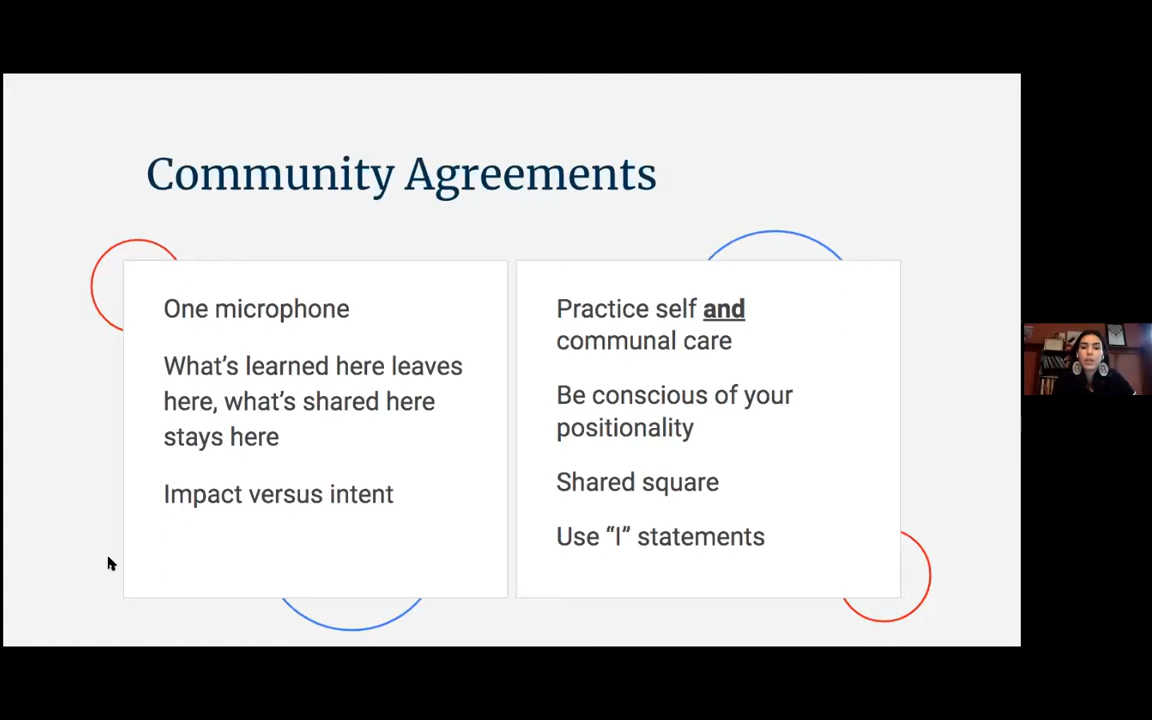 Community Agreements
One microphone
What’s learned here leaves
here, what’s shared here
stays here
Impact versus intent
Practice self and
communal care
Be conscious of your
positionality
Shared square
Use “I” statements